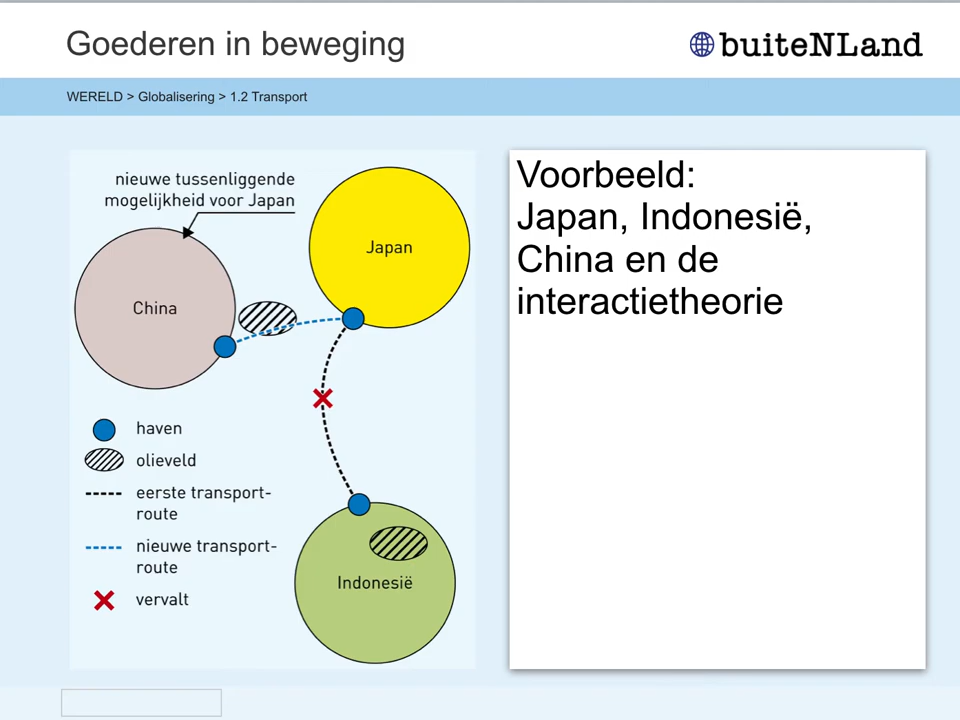 Goederen in beweging
buiteNLand
WERELD > Globalisering > 1.2 Transport
nieuwe tussenliggende
mogelijkheid voor Japan
Japan
China
haven
olieveld
eerste transport-
route
nieuwe transport-
route
vervalt
Indonesië
Voorbeeld:
Japan, Indonesië,
China en de
interactietheorie